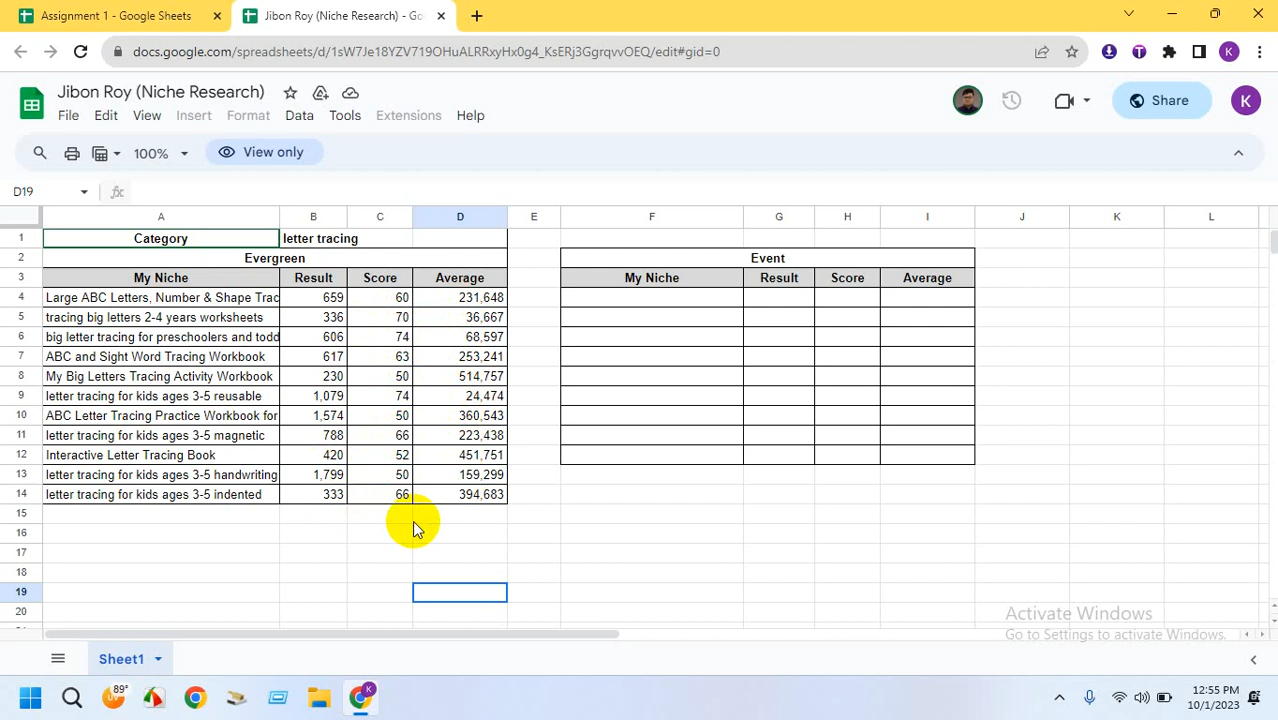 Assignment 1 - Google Sheets
Jibon Roy (Niche Research) - Go
docs.google.com/spreadsheets/d/1sW7Je18YZV719OHuALRRxyHx0g4_KsERj3GgrqvvOEQ/edit#gid=0
Jibon Roy (Niche Research)
File Edit View Insert Format Data Tools Extensions Help
Share
K
100% View only
D19
A B C D E F G H I J K L
1 Category letter tracing
2 Evergreen Event
3 My Niche Result Score Average My Niche Result Score Average
4 Large ABC Letters, Number & Shape Trac 659 60 231,648
5 tracing big letters 2-4 years worksheets 336 70 36,667
6 big letter tracing for preschoolers and todd 606 74 68,597
7 ABC and Sight Word Tracing Workbook 617 63 253,241
8 My Big Letters Tracing Activity Workbook 230 50 514,757
9 letter tracing for kids ages 3-5 reusable 1,079 74 24,474
10 ABC Letter Tracing Practice Workbook for 1,574 50 360,543
11 letter tracing for kids ages 3-5 magnetic 788 66 223,438
12 Interactive Letter Tracing Book 420 52 451,751
13 letter tracing for kids ages 3-5 handwriting 1,799 50 159,299
14 letter tracing for kids ages 3-5 indented 333 66 394,683
15
16
17
18
19
20
Activate Windows
Go to Settings to activate Windows.
Sheet1
89°
12:55 PM
10/1/2023